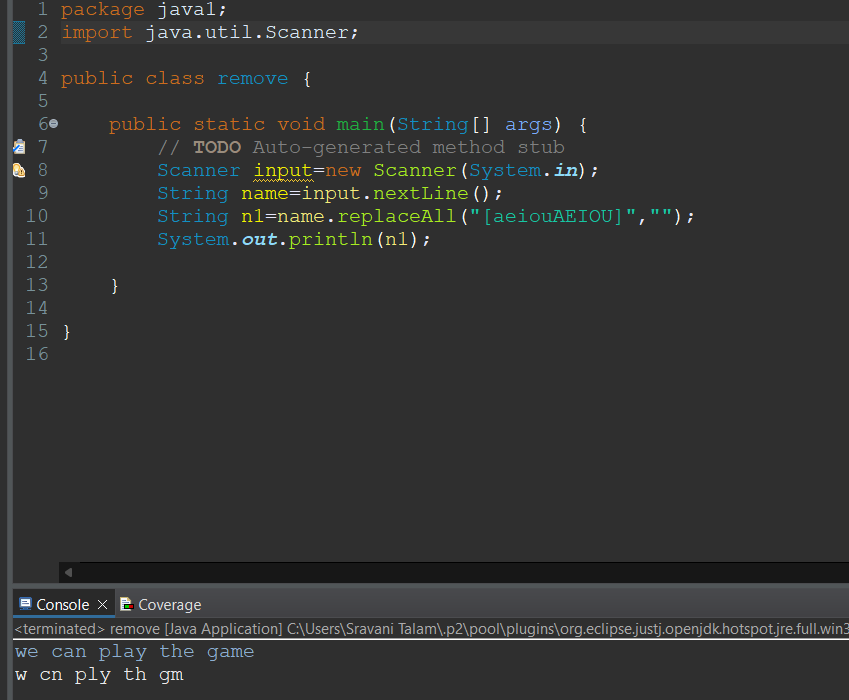 1 package java1;
2 import java.util.Scanner;
3
4 public class remove {
5
6 public static void main(String[] args) {
7 // TODO Auto-generated method stub
8 Scanner input=new Scanner(System.in);
9 String name=input.nextLine();
10 String n1=name.replaceAll("[aeiouAEIOU]","");
11 System.out.println(n1);
12
13 }
14
15 }
16
Console Coverage
<terminated> remove [Java Application] C:\Users\Sravani Talam\.p2\pool\plugins\org.eclipse.justj.openjdk.hotspot.jre.full.win3
we can play the game
w cn ply th gm